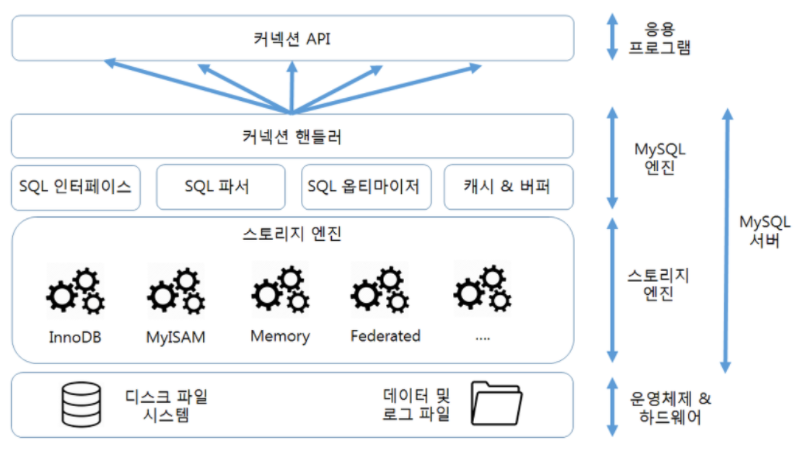 커넥션 API
응용
프로그램
커넥션 핸들러
SQL 인터페이스
SQL 파서
SQL 옵티마이저
캐시 & 버퍼
MySQL
엔진
스토리지 엔진
InnoDB
MyISAM
Memory
Federated
....
스토리지
엔진
MySQL
서버
디스크 파일
시스템
데이터 및
로그 파일
운영체제 &
하드웨어